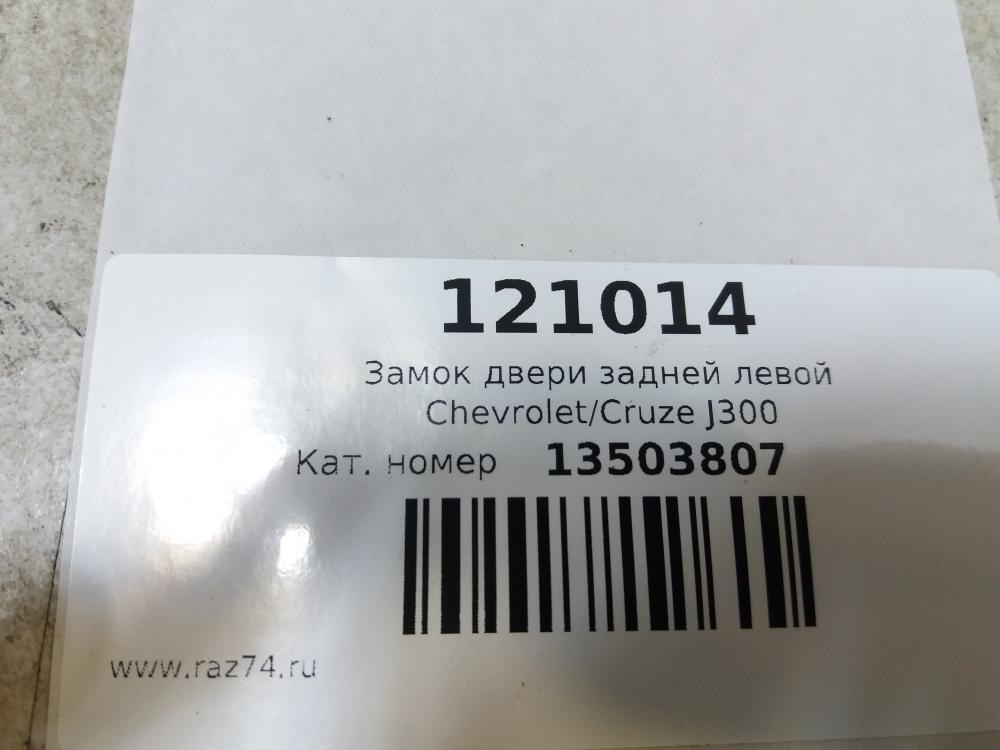 121014
Замок двери задней левой
Chevrolet/Cruze J300
Кат. номер 13503807
www.raz74.ru